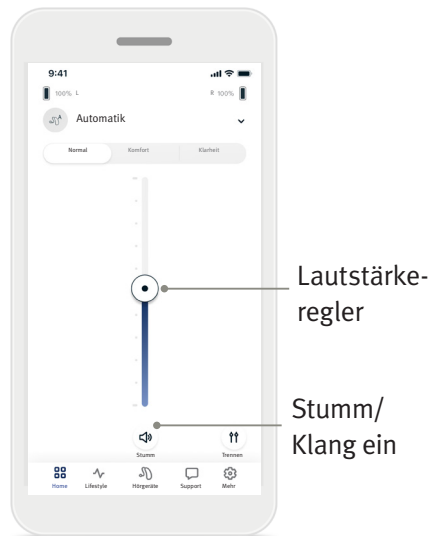 9:41
100% L
R 100%
Automatik
Normal Komfort Klarheit
Lautstärke-
regler
Stumm/
Klang ein
Stumm Trennen
Home Lifestyle Hörgeräte Support Mehr